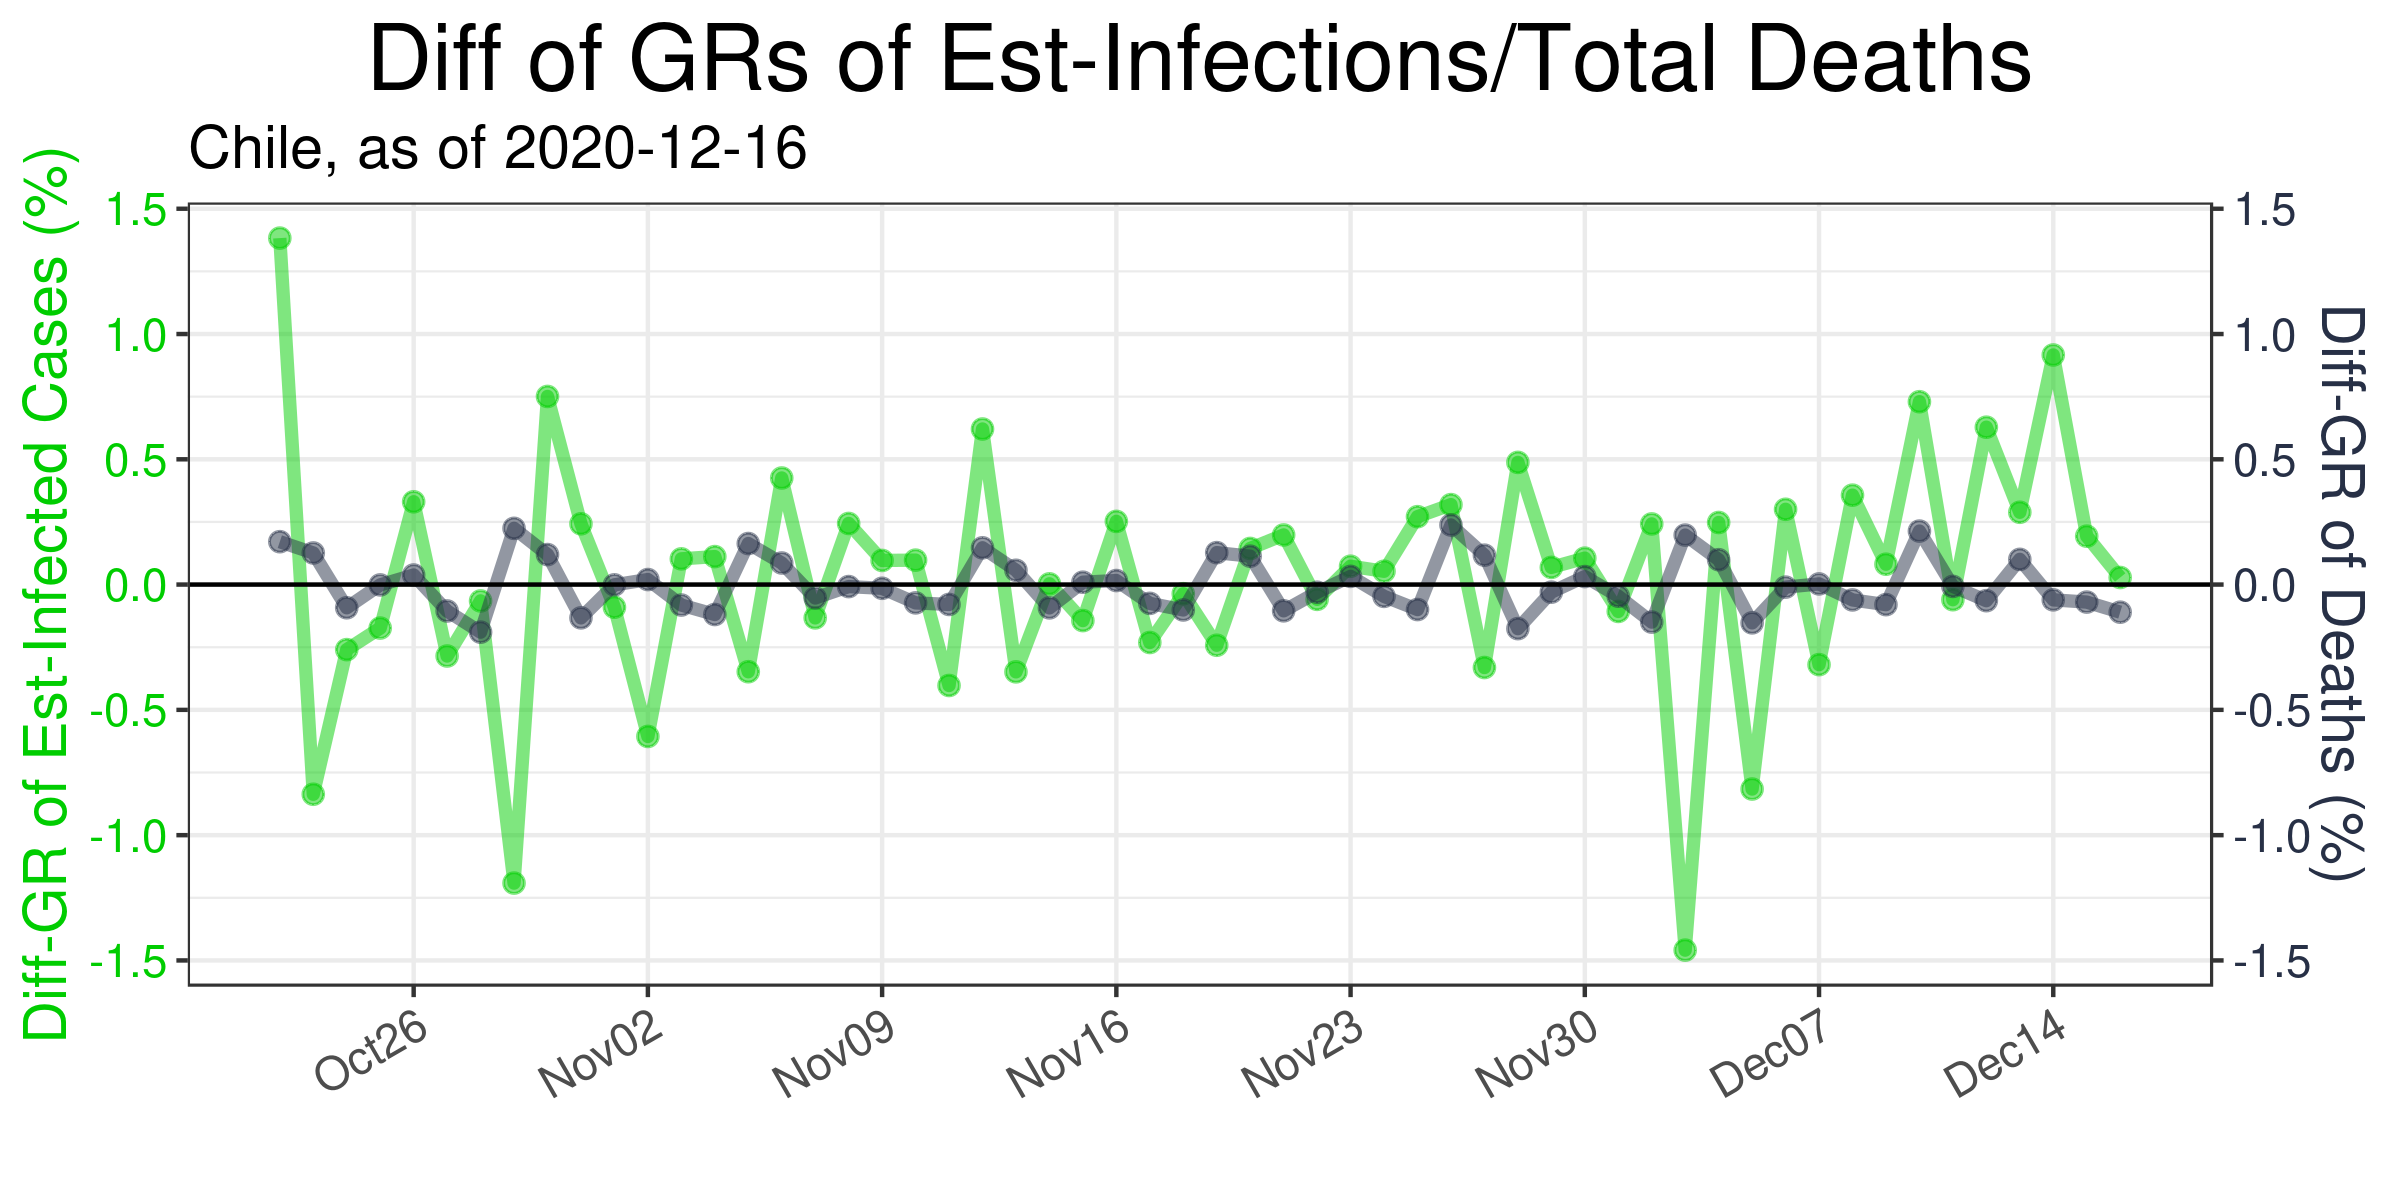 Diff of GRs of Est-Infections/Total Deaths
Chile, as of 2020-12-16
Diff-GR of Est-Infected Cases (%)
1.5
1.0
0.5
0.0
-0.5
-1.0
-1.5
1.5
1.0
0.5
0.0
-0.5
-1.0
-1.5
Diff-GR of Deaths (%)
Oct26
Nov02
Nov09
Nov16
Nov23
Nov30
Dec07
Dec14